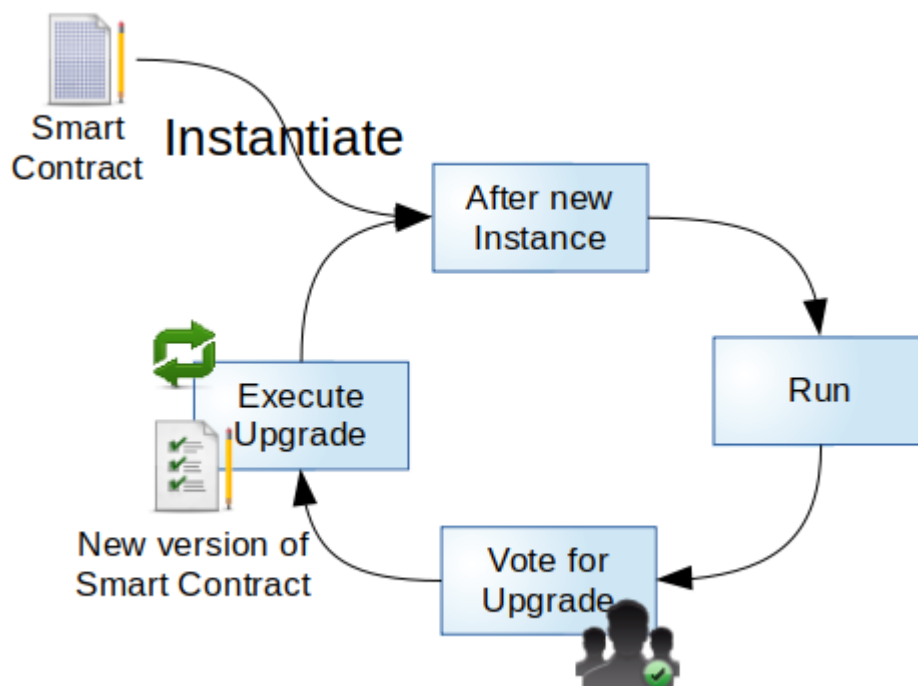 Smart
Contract
Instantiate
After new
Instance
Run
Execute
Upgrade
New version of
Smart Contract
Vote for
Upgrade